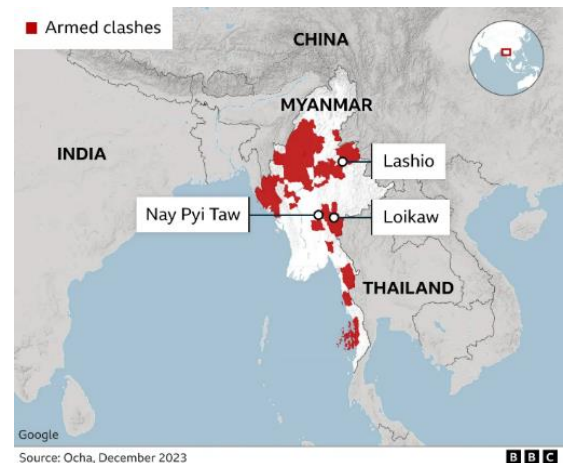 Armed clashes
CHINA
MYANMAR
INDIA
Lashio
Nay Pyi Taw
Loikaw
THAILAND
Google
Source: Ocha, December 2023
BBC